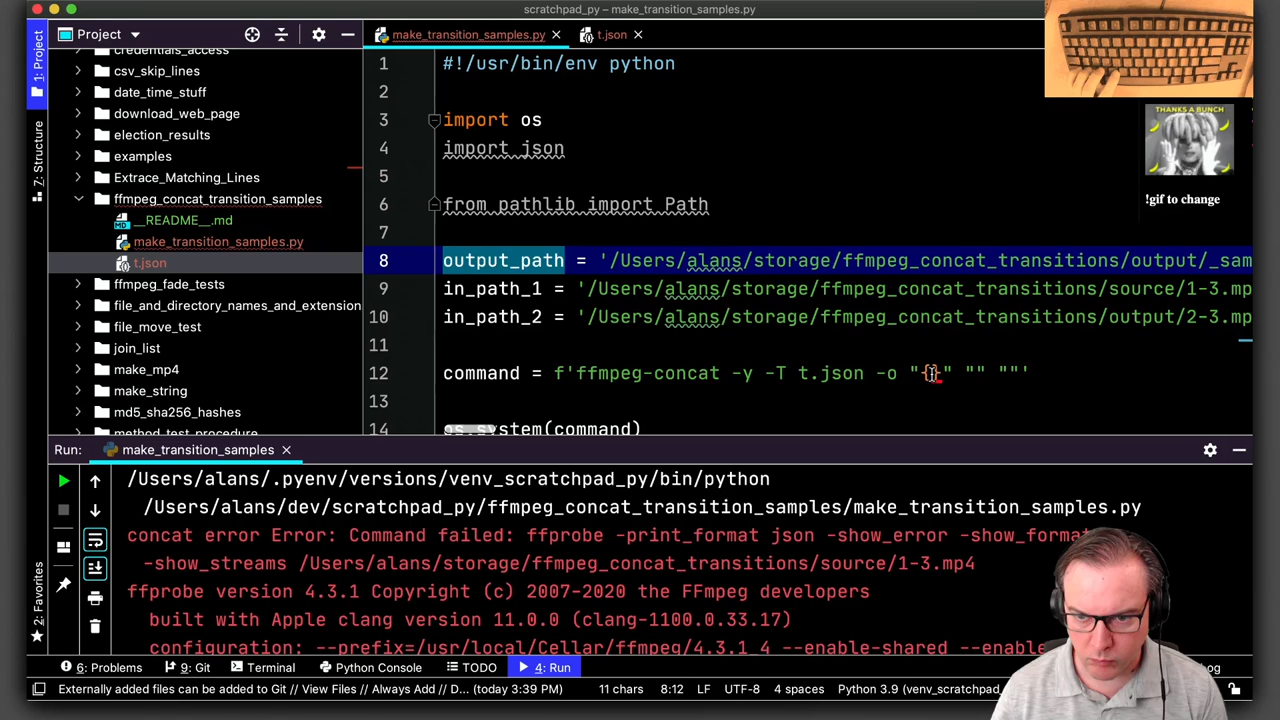 scratchpad_py – make_transition_samples.py
1: Project
7: Structure
2: Favorites
Project
credentials_access
csv_skip_lines
date_time_stuff
download_web_page
election_results
examples
Extrace_Matching_Lines
ffmpeg_concat_transition_samples
__README__.md
make_transition_samples.py
t.json
ffmpeg_fade_tests
file_and_directory_names_and_extension
file_move_test
join_list
make_mp4
make_string
md5_sha256_hashes
method_test_procedure
make_transition_samples.py
t.json
1 #!/usr/bin/env python
2
3 import os
4 import json
5
6 from pathlib import Path
7
8 output_path = '/Users/alans/storage/ffmpeg_concat_transitions/output/_sam
9 in_path_1 = '/Users/alans/storage/ffmpeg_concat_transitions/source/1-3.mp
10 in_path_2 = '/Users/alans/storage/ffmpeg_concat_transitions/output/2-3.mp
11
12 command = f'ffmpeg-concat -y -T t.json -o "{}" "" ""'
13
14 os.system(command)
THANKS A BUNCH
!gif to change
Run: make_transition_samples
/Users/alans/.pyenv/versions/venv_scratchpad_py/bin/python
/Users/alans/dev/scratchpad_py/ffmpeg_concat_transition_samples/make_transition_samples.py
concat error Error: Command failed: ffprobe -print_format json -show_error -show_format
-show_streams /Users/alans/storage/ffmpeg_concat_transitions/source/1-3.mp4
ffprobe version 4.3.1 Copyright (c) 2007-2020 the FFmpeg developers
built with Apple clang version 11.0.0 (clang-1100.0.33.17)
configuration: --prefix=/usr/local/Cellar/ffmpeg/4.3.1_4 --enable-shared --enable
6: Problems 9: Git Terminal Python Console TODO 4: Run
Externally added files can be added to Git // View Files // Always Add // D... (today 3:39 PM) 11 chars 8:12 LF UTF-8 4 spaces Python 3.9 (venv_scratchpad_